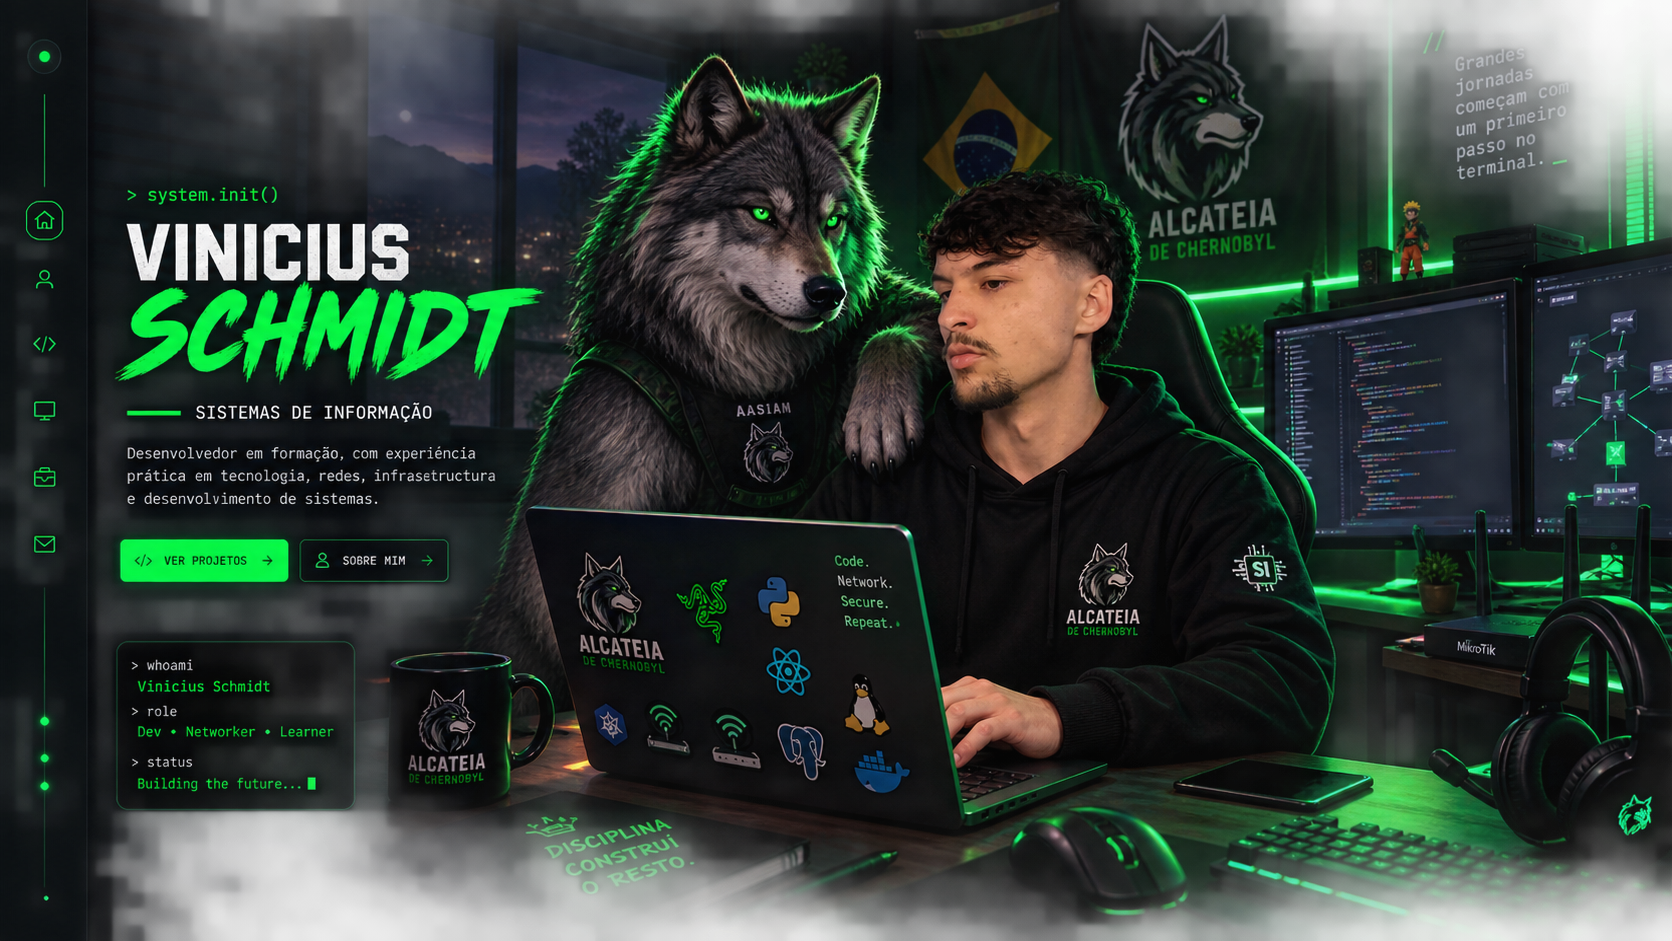 > system.init()
VINICIUS
SCHMIDT
SISTEMAS DE INFORMAÇÃO
Desenvolvedor em formação, com experiência
prática em tecnologia, redes, infrasetructura
e desenvolvimento de sistemas.
</> VER PROJETOS →
SOBRE MIM →
> whoami
Vinicius Schmidt
> role
Dev • Networker • Learner
> status
Building the future...
ALCATEIA
DE CHERNOBYL
DISCIPLINA
CONSTRUI
O RESTO.
AASIAM
ALCATEIA
DE CHERNOBYL
Code.
Network.
Secure.
Repeat.
ALCATEIA
DE CHERNOBYL
SI
ALCATEIA
DE CHERNOBYL
//
Grandes
jornadas
começam com
um primeiro
passo no
terminal.
MikroTik